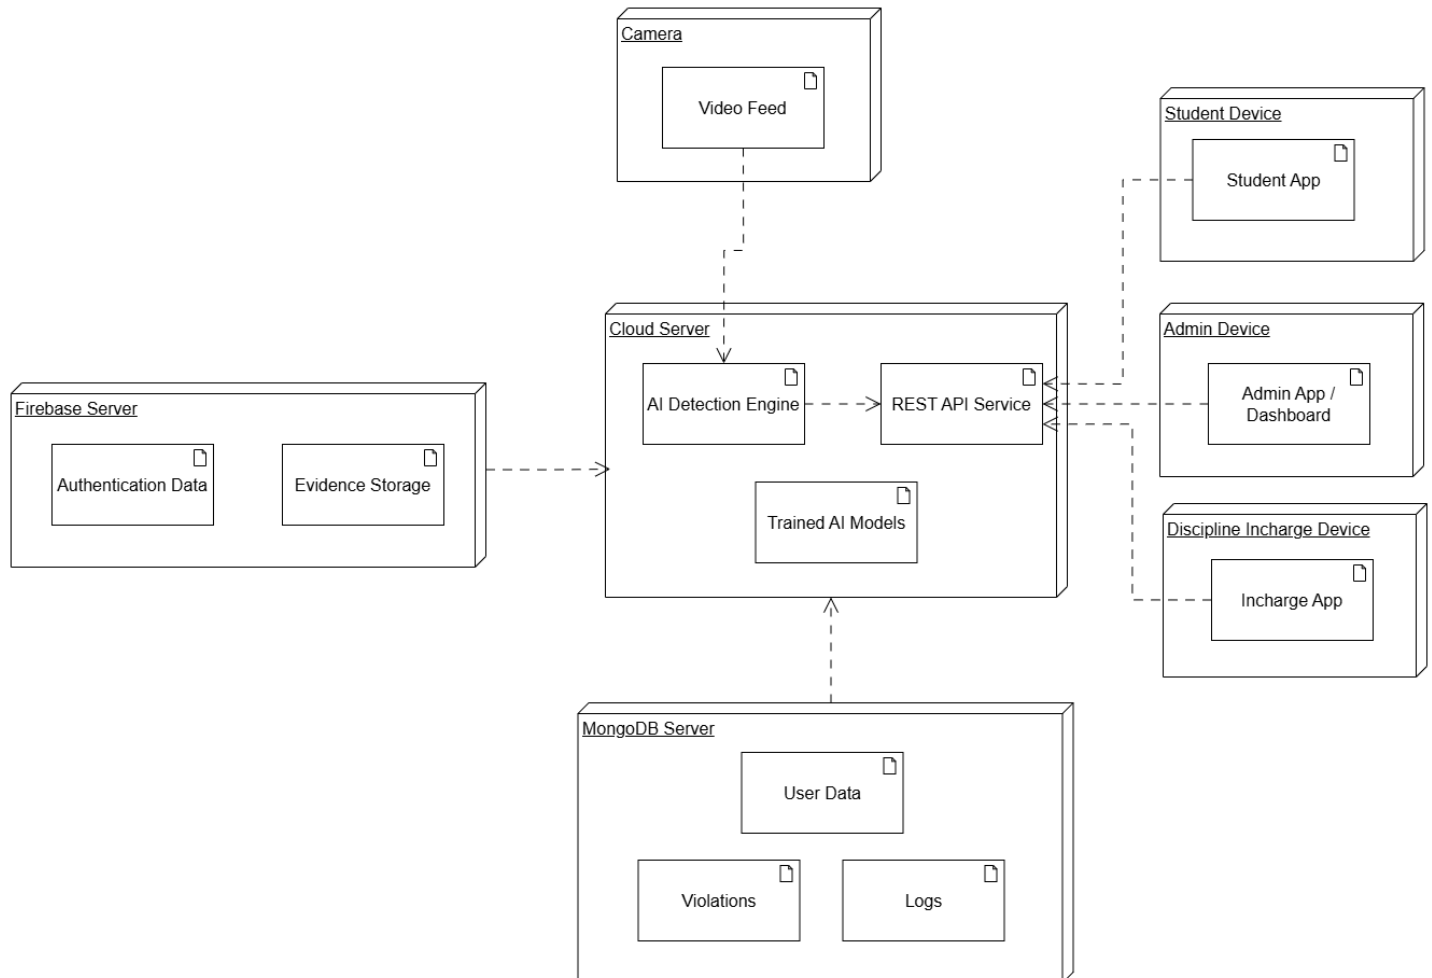 Camera
Video Feed
Student Device
Student App
Cloud Server
AI Detection Engine
REST API Service
Trained AI Models
Admin Device
Admin App /
Dashboard
Firebase Server
Authentication Data
Evidence Storage
Discipline Incharge Device
Incharge App
MongoDB Server
User Data
Violations
Logs